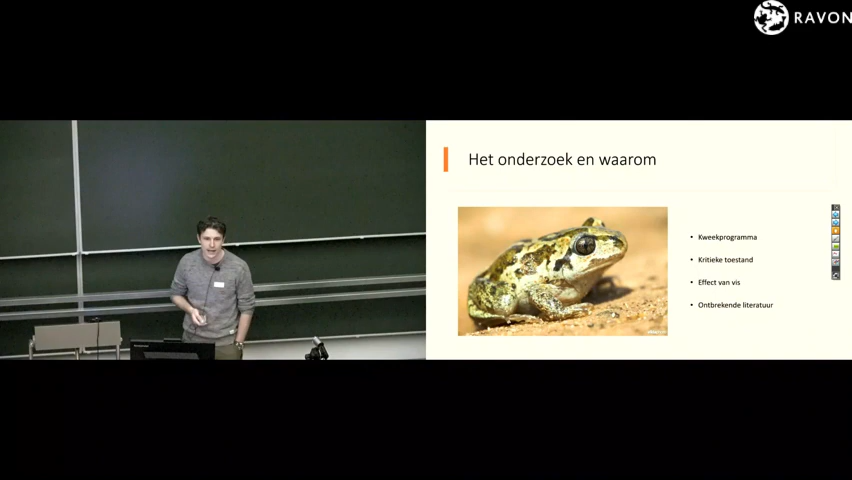 RAVON
Het onderzoek en waarom
• Kweekprogramma
• Kritieke toestand
• Effect van vis
• Ontbrekende literatuur